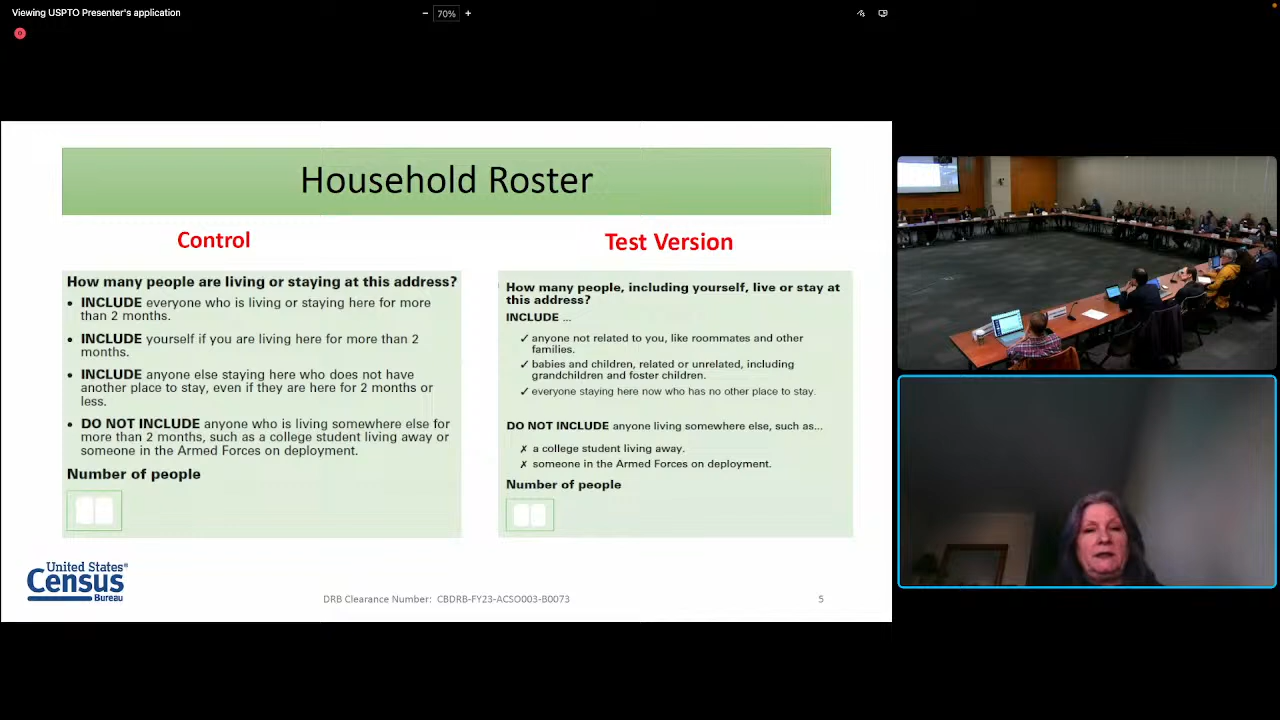 Viewing USPTO Presenter's application
− 70% +
Household Roster
Control
How many people are living or staying at this address?
• INCLUDE everyone who is living or staying here for more
than 2 months.
• INCLUDE yourself if you are living here for more than 2
months.
• INCLUDE anyone else staying here who does not have
another place to stay, even if they are here for 2 months or
less.
• DO NOT INCLUDE anyone who is living somewhere else for
more than 2 months, such as a college student living away or
someone in the Armed Forces on deployment.
Number of people
Test Version
How many people, including yourself, live or stay at
this address?
INCLUDE ...
✓ anyone not related to you, like roommates and other
families.
✓ babies and children, related or unrelated, including
grandchildren and foster children.
✓ everyone staying here now who has no other place to stay.
DO NOT INCLUDE anyone living somewhere else, such as...
✗ a college student living away.
✗ someone in the Armed Forces on deployment.
Number of people
United States®
Census
Bureau
DRB Clearance Number: CBDRB-FY23-ACSO003-B0073
5